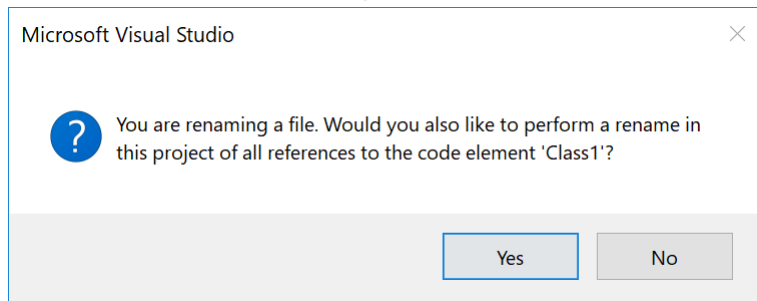 Microsoft Visual Studio
You are renaming a file. Would you also like to perform a rename in
this project of all references to the code element 'Class1'?
Yes No